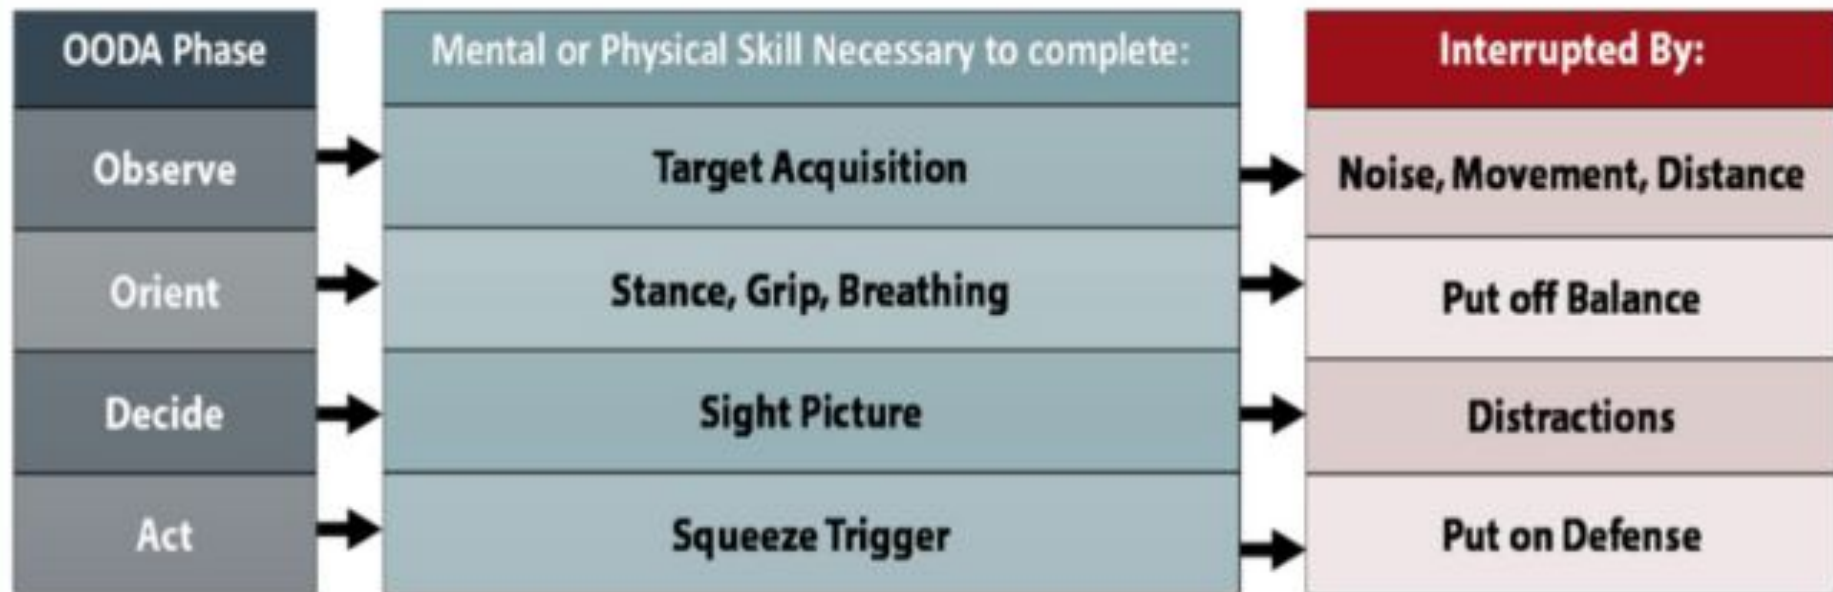 OODA Phase Mental or Physical Skill Necessary to complete: Interrupted By:
Observe Target Acquisition Noise, Movement, Distance
Orient Stance, Grip, Breathing Put off Balance
Decide Sight Picture Distractions
Act Squeeze Trigger Put on Defense